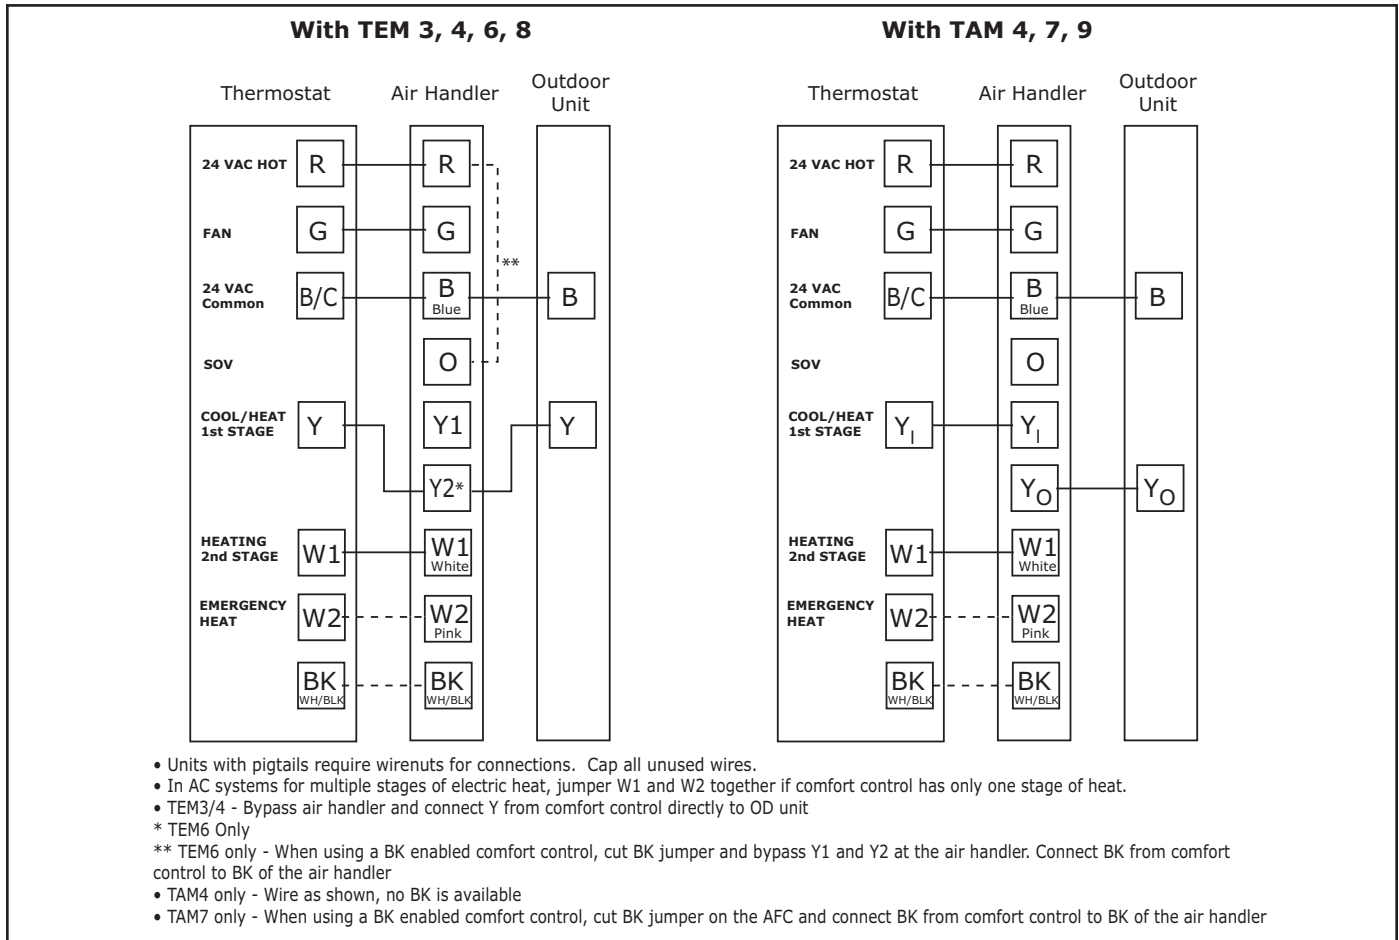 With TEM 3, 4, 6, 8
Thermostat Air Handler Outdoor
Unit
24 VAC HOT R R
FAN G G
**
24 VAC
Common B/C B
Blue B
SOV O
COOL/HEAT
1st STAGE Y Y1 Y
Y2*
HEATING
2nd STAGE W1 W1
White
EMERGENCY
HEAT W2 W2
Pink
BK
WH/BLK BK
WH/BLK
With TAM 4, 7, 9
Thermostat Air Handler Outdoor
Unit
24 VAC HOT R R
FAN G G
24 VAC
Common B/C B
Blue B
SOV O
COOL/HEAT
1st STAGE YI YI
YO YO
HEATING
2nd STAGE W1 W1
White
EMERGENCY
HEAT W2 W2
Pink
BK
WH/BLK BK
WH/BLK
• Units with pigtails require wirenuts for connections. Cap all unused wires.
• In AC systems for multiple stages of electric heat, jumper W1 and W2 together if comfort control has only one stage of heat.
• TEM3/4 - Bypass air handler and connect Y from comfort control directly to OD unit
* TEM6 Only
** TEM6 only - When using a BK enabled comfort control, cut BK jumper and bypass Y1 and Y2 at the air handler. Connect BK from comfort
control to BK of the air handler
• TAM4 only - Wire as shown, no BK is available
• TAM7 only - When using a BK enabled comfort control, cut BK jumper on the AFC and connect BK from comfort control to BK of the air handler